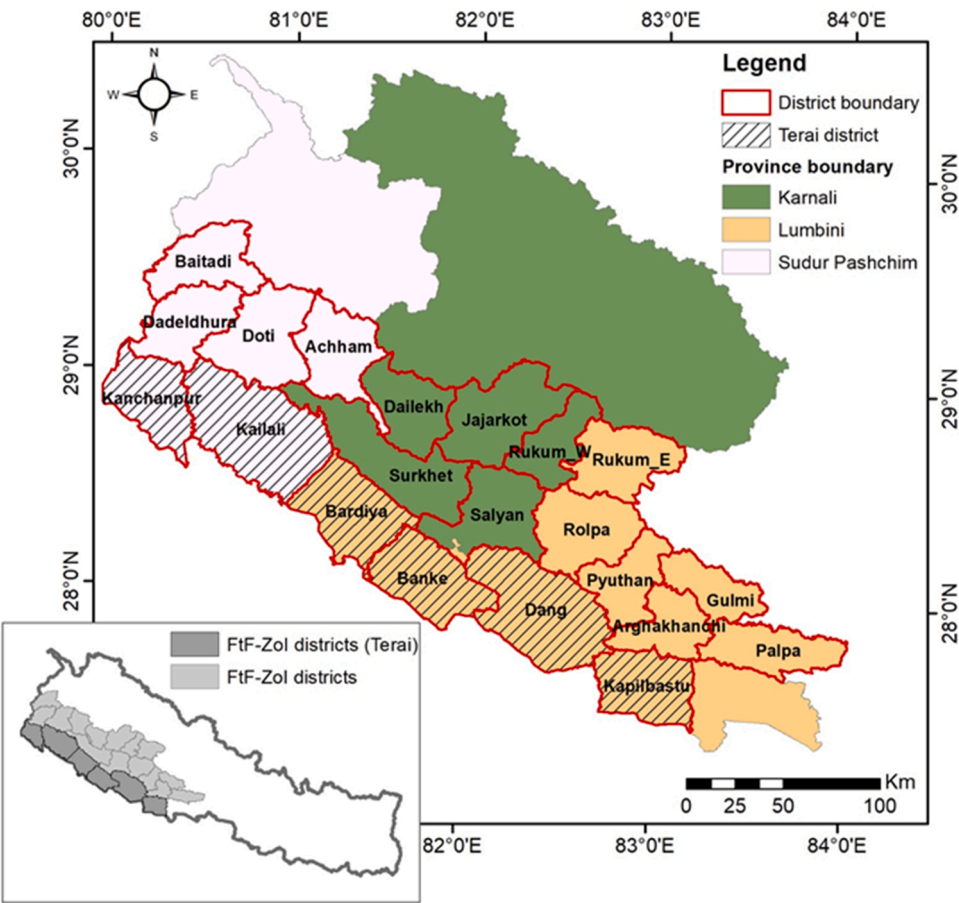 80°0'E 81°0'E 82°0'E 83°0'E 84°0'E
N
W E
S
30°0'N
29°0'N
28°0'N
30°0'N
29°0'N
28°0'N
Legend
District boundary
Terai district
Province boundary
Karnali
Lumbini
Sudur Pashchim
Baitadi
Dadeldhura
Doti
Achham
Kanchanpur
Kailali
Dailekh
Jajarkot
Rukum_W
Rukum_E
Surkhet
Salyan
Bardiya
Rolpa
Banke
Pyuthan
Dang
Gulmi
Arghakhanchi
Palpa
Kapilbastu
FtF-ZoI districts (Terai)
FtF-ZoI districts
Km
0 25 50 100
82°0'E 83°0'E 84°0'E